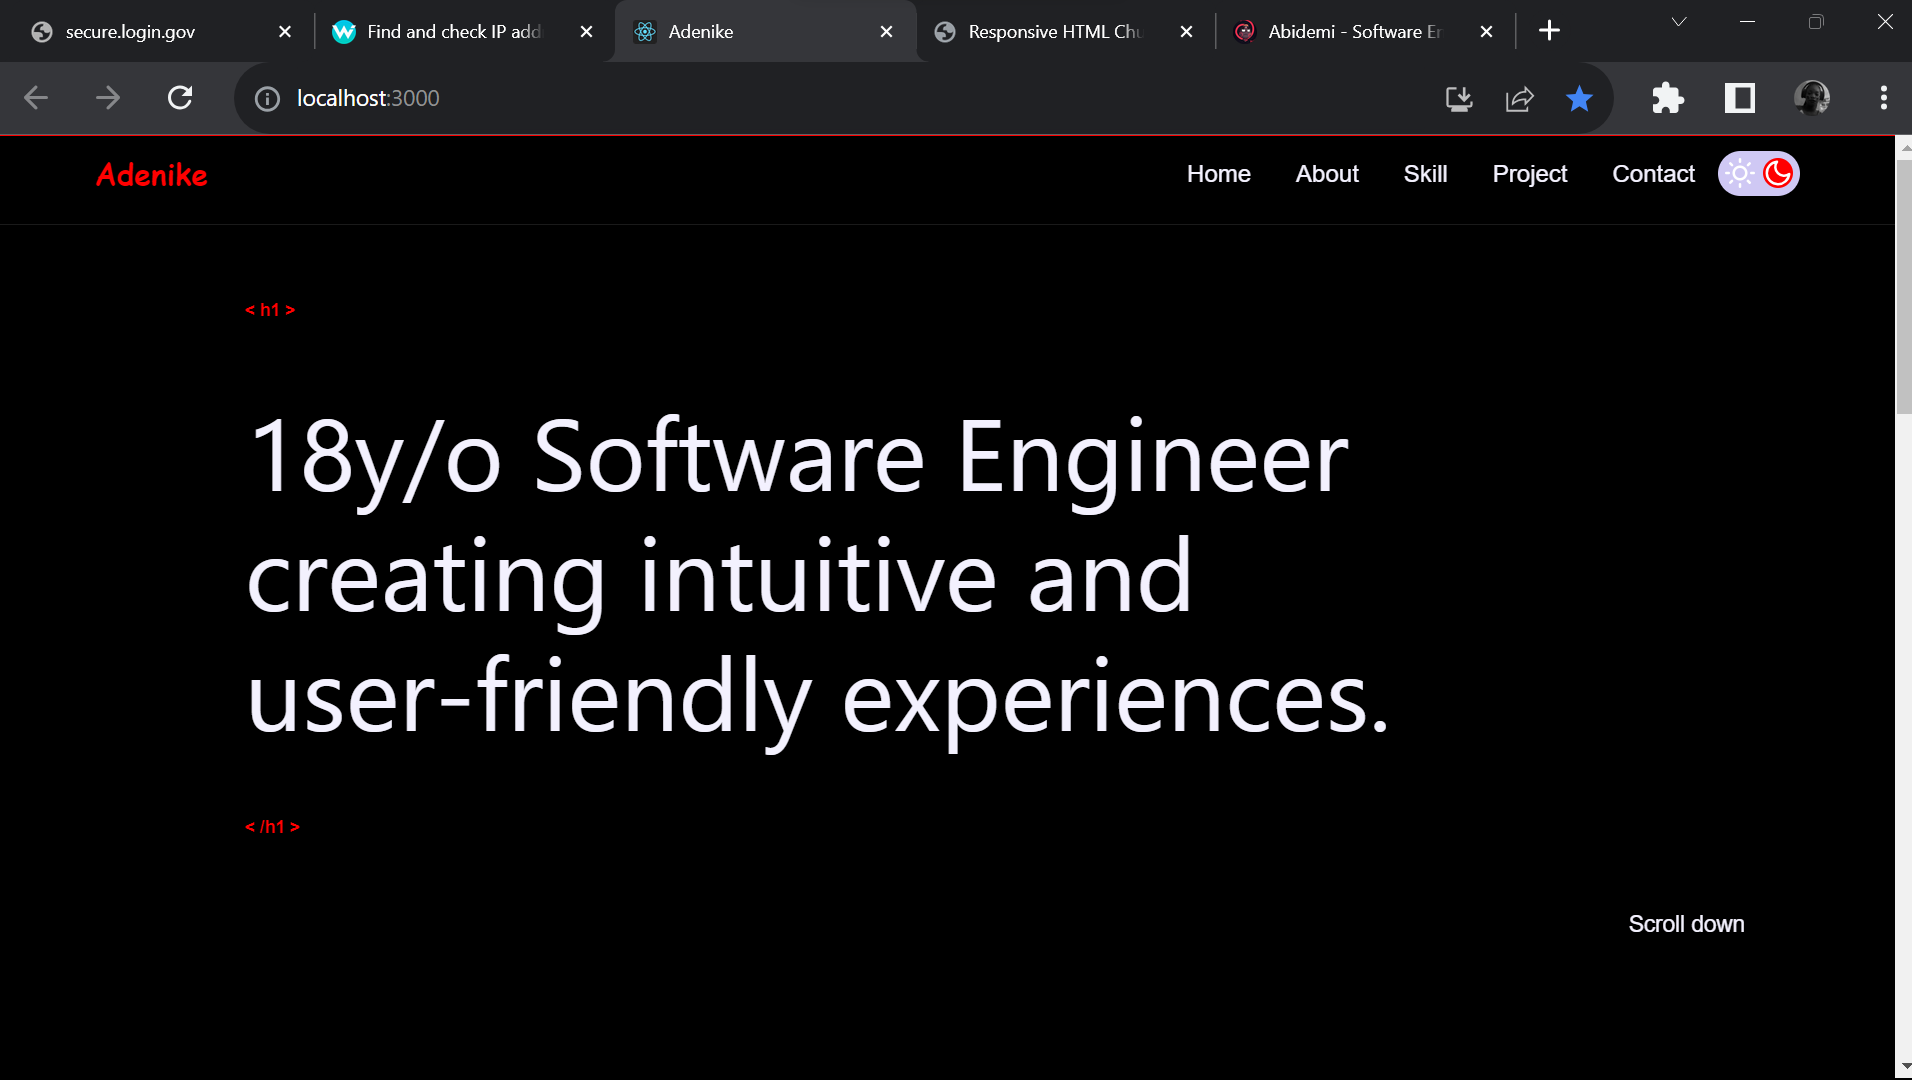 secure.login.gov
Find and check IP add
Adenike
Responsive HTML Chu
Abidemi - Software Er
localhost:3000
Adenike
Home
About
Skill
Project
Contact
< h1 >
18y/o Software Engineer
creating intuitive and
user-friendly experiences.
< /h1 >
Scroll down